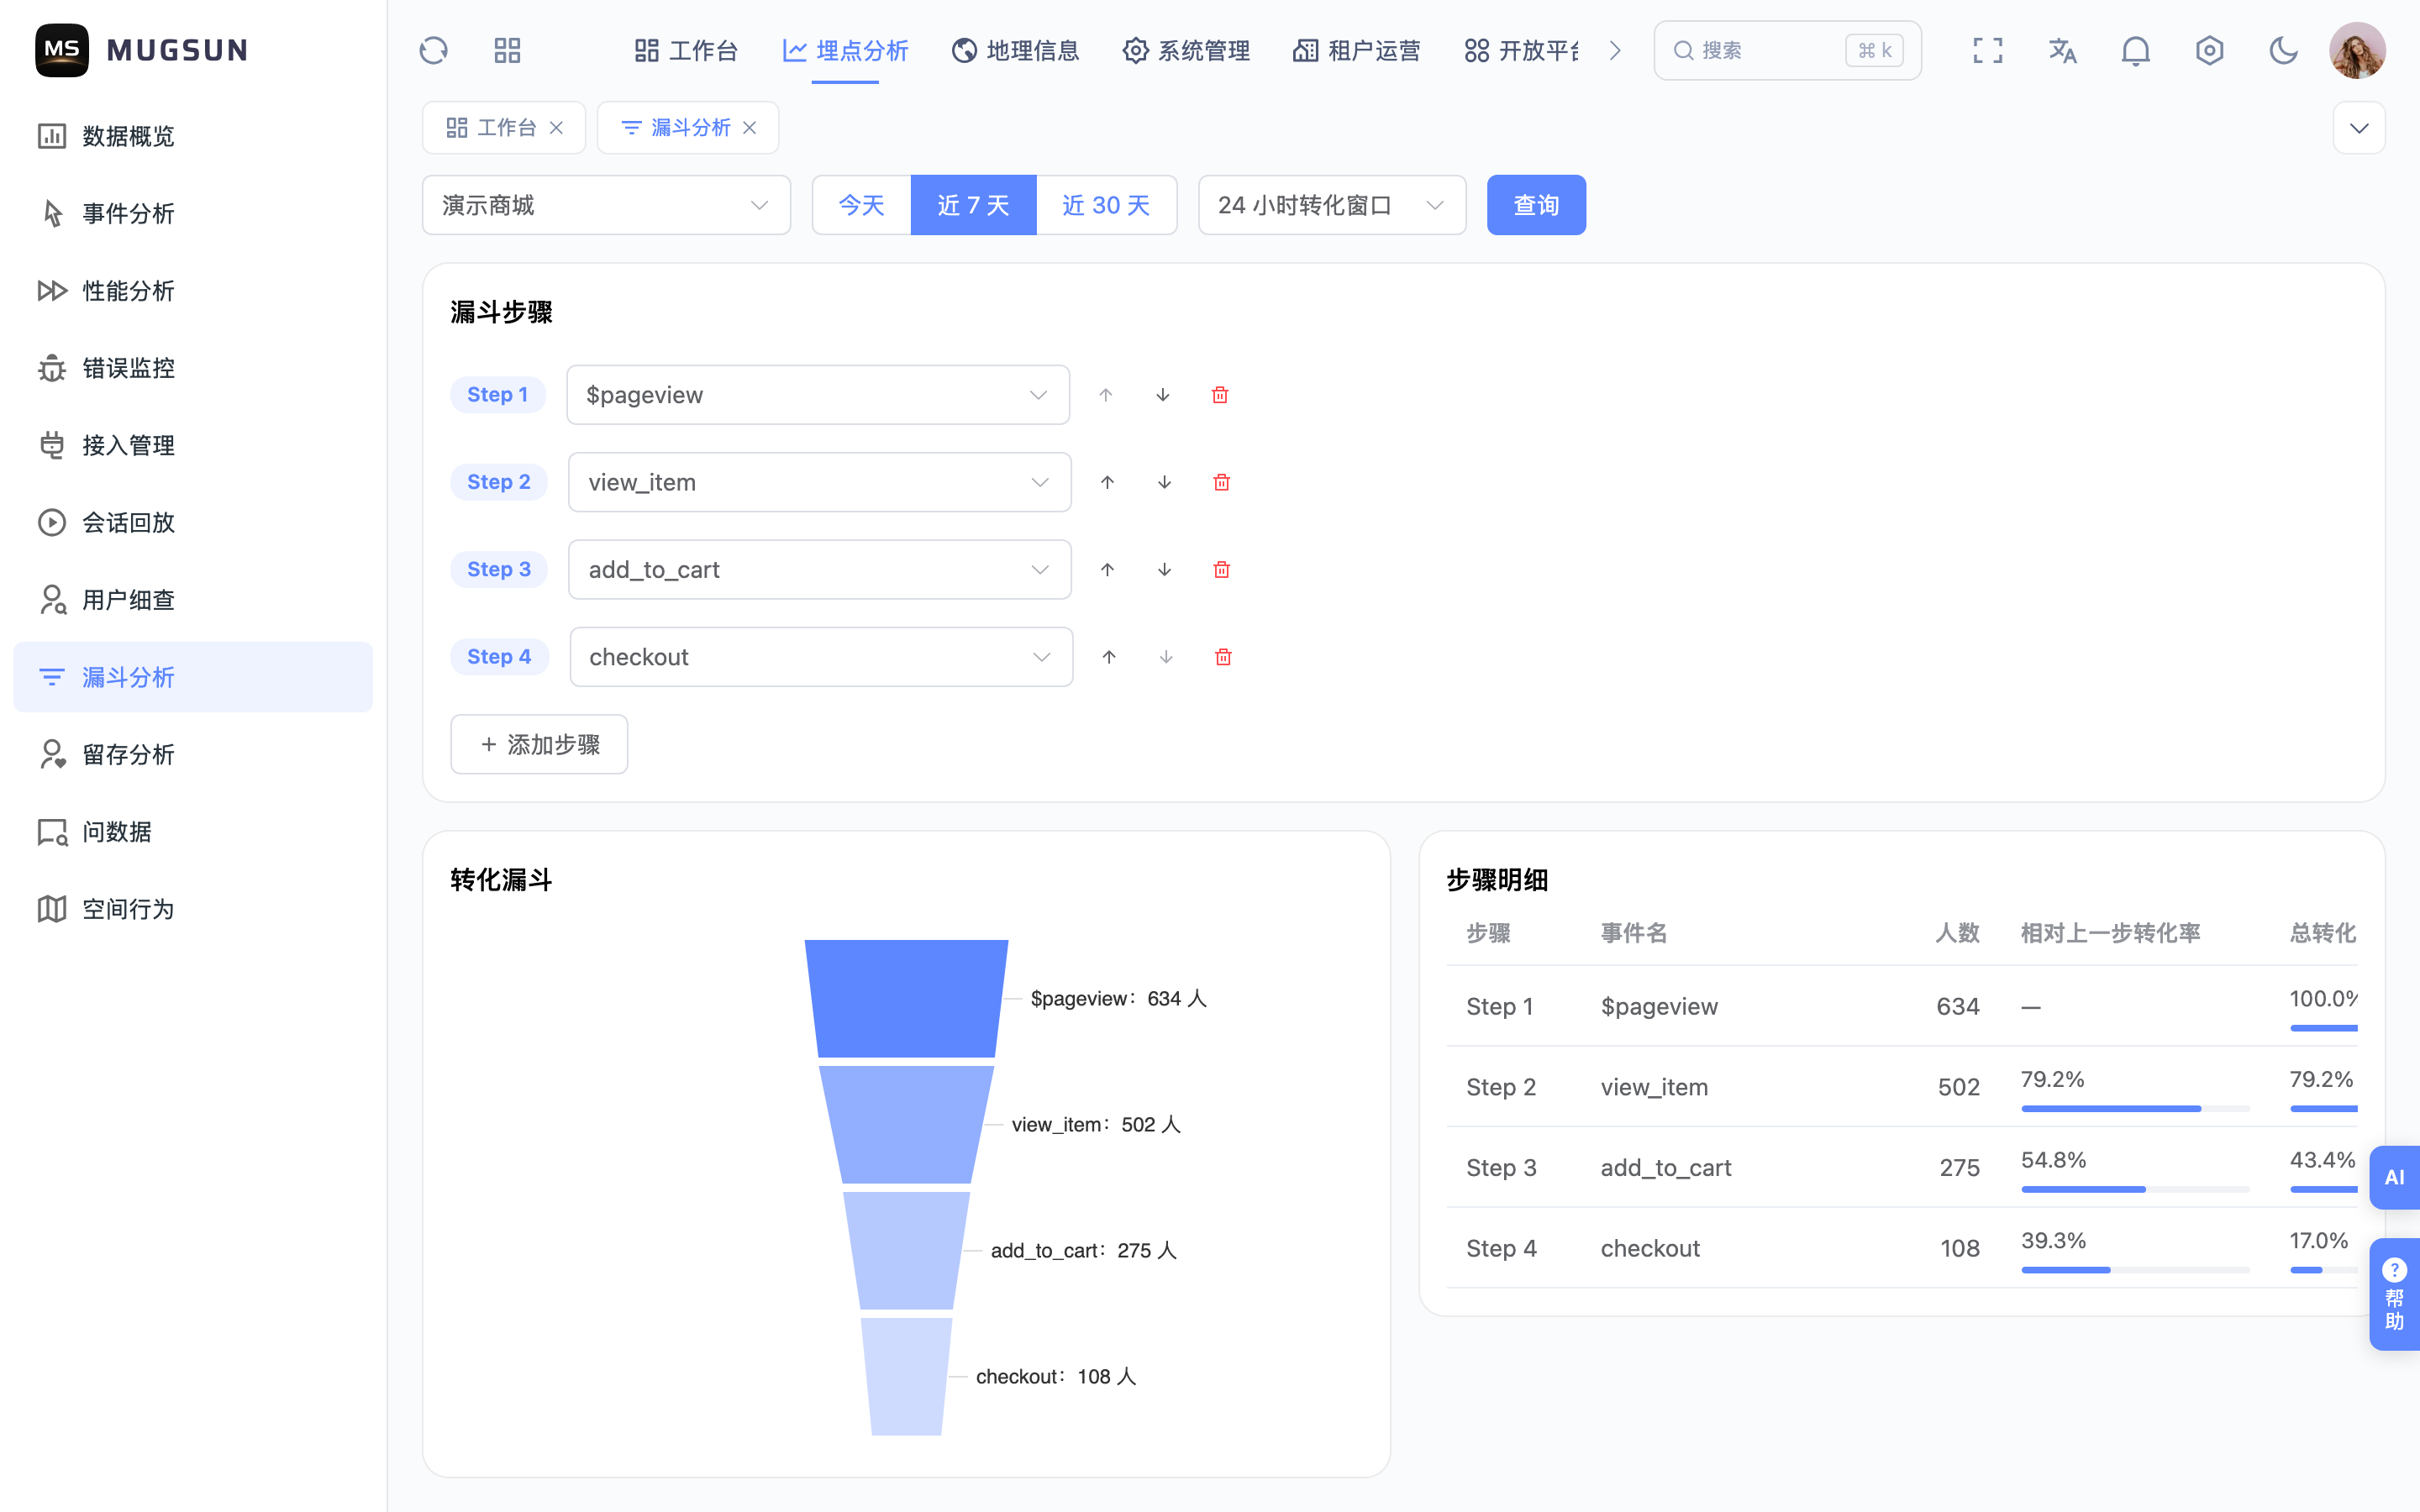 MS MUGSUN
数据概览
事件分析
性能分析
错误监控
接入管理
会话回放
用户细查
漏斗分析
留存分析
问数据
空间行为
工作台 埋点分析 地理信息 系统管理 租户运营 开放平台 搜索 ⌘ k
工作台 漏斗分析
演示商城 今天 近 7 天 近 30 天 24 小时转化窗口 查询
漏斗步骤
Step 1 $pageview
Step 2 view_item
Step 3 add_to_cart
Step 4 checkout
+ 添加步骤
转化漏斗
$pageview：634 人
view_item：502 人
add_to_cart：275 人
checkout：108 人
步骤明细
步骤 事件名 人数 相对上一步转化率 总转化
Step 1 $pageview 634 — 100.0%
Step 2 view_item 502 79.2% 79.2%
Step 3 add_to_cart 275 54.8% 43.4%
Step 4 checkout 108 39.3% 17.0%
AI
?
帮
助